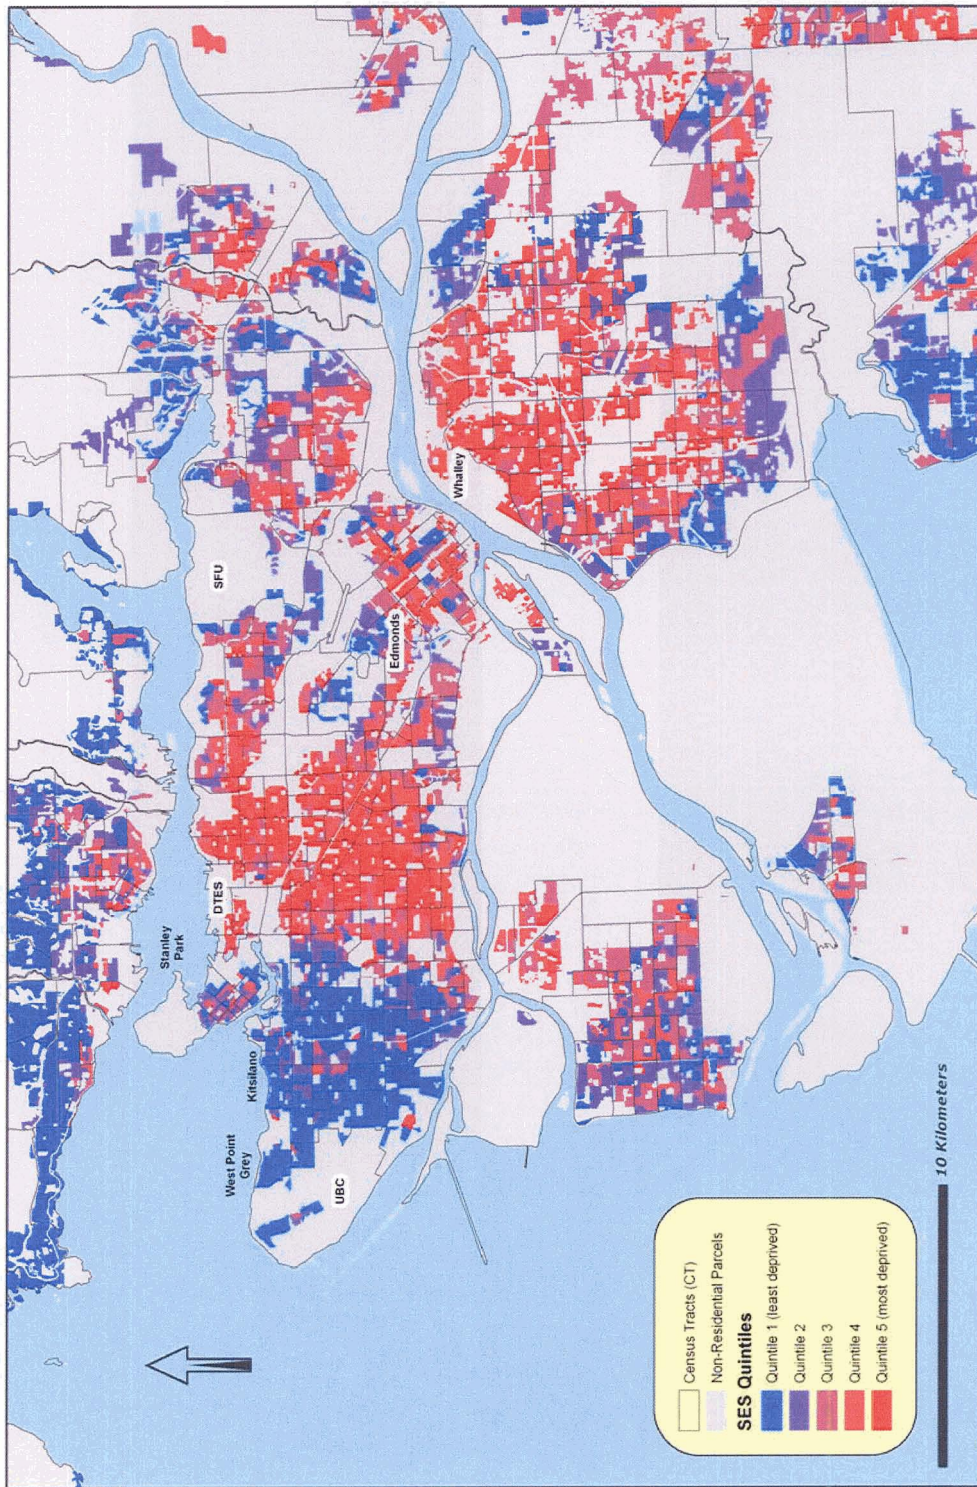 Stanley
Park
DTES
SFU
West Point
Grey
Kitsilano
UBC
Edmonds
Whalley
Census Tracts (CT)
Non-Residential Parcels
SES Quintiles
Quintile 1 (least deprived)
Quintile 2
Quintile 3
Quintile 4
Quintile 5 (most deprived)
10 Kilometers